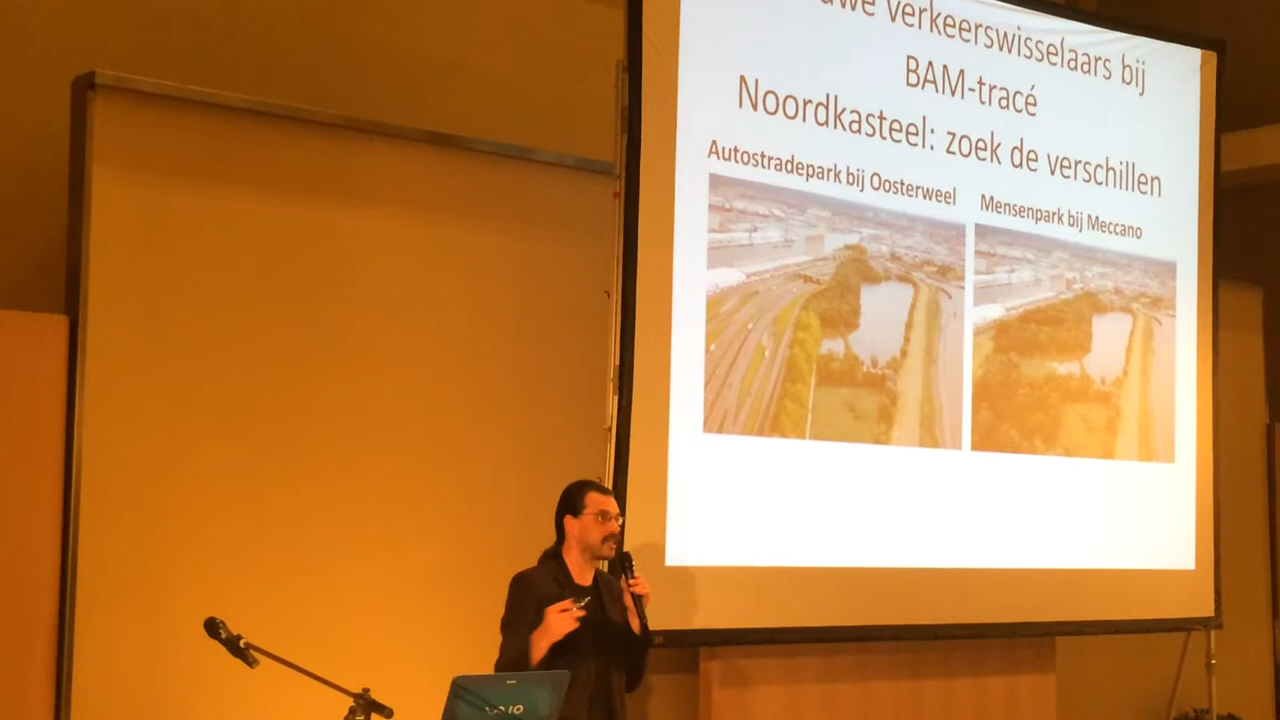 verkeerswisselaars bij
BAM-tracé
Noordkasteel: zoek de verschillen
Autostradepark bij Oosterweel
Mensenpark bij Meccano